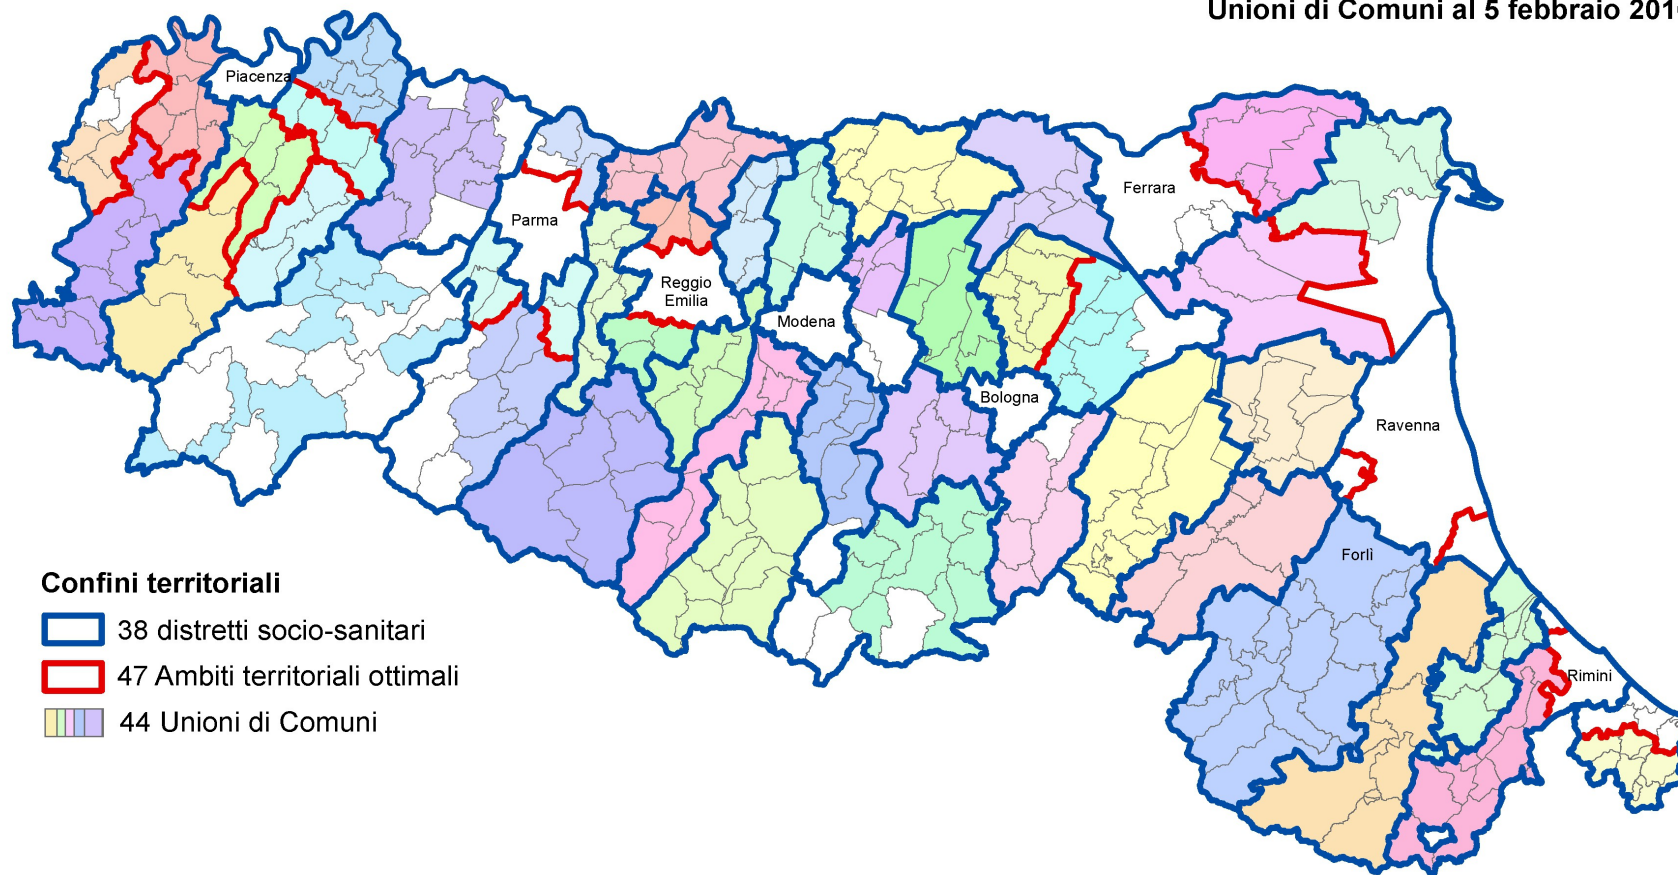 Unioni di Comuni al 5 febbraio 201
Piacenza
Ferrara
Parma
Reggio
Emilia
Modena
Bologna
Ravenna
Forlì
Rimini
Confini territoriali
38 distretti socio-sanitari
47 Ambiti territoriali ottimali
44 Unioni di Comuni